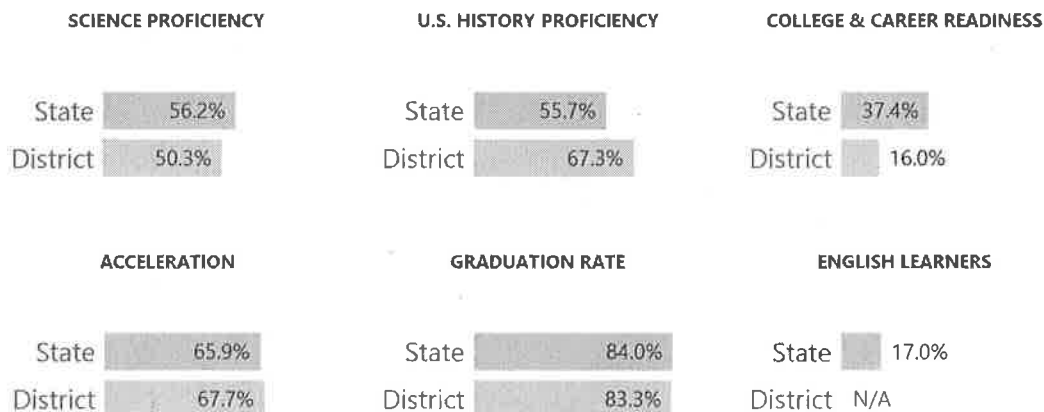 SCIENCE PROFICIENCY
State 56.2%
District 50.3%
U.S. HISTORY PROFICIENCY
State 55.7%
District 67.3%
COLLEGE & CAREER READINESS
State 37.4%
District 16.0%
ACCELERATION
State 65.9%
District 67.7%
GRADUATION RATE
State 84.0%
District 83.3%
ENGLISH LEARNERS
State 17.0%
District N/A